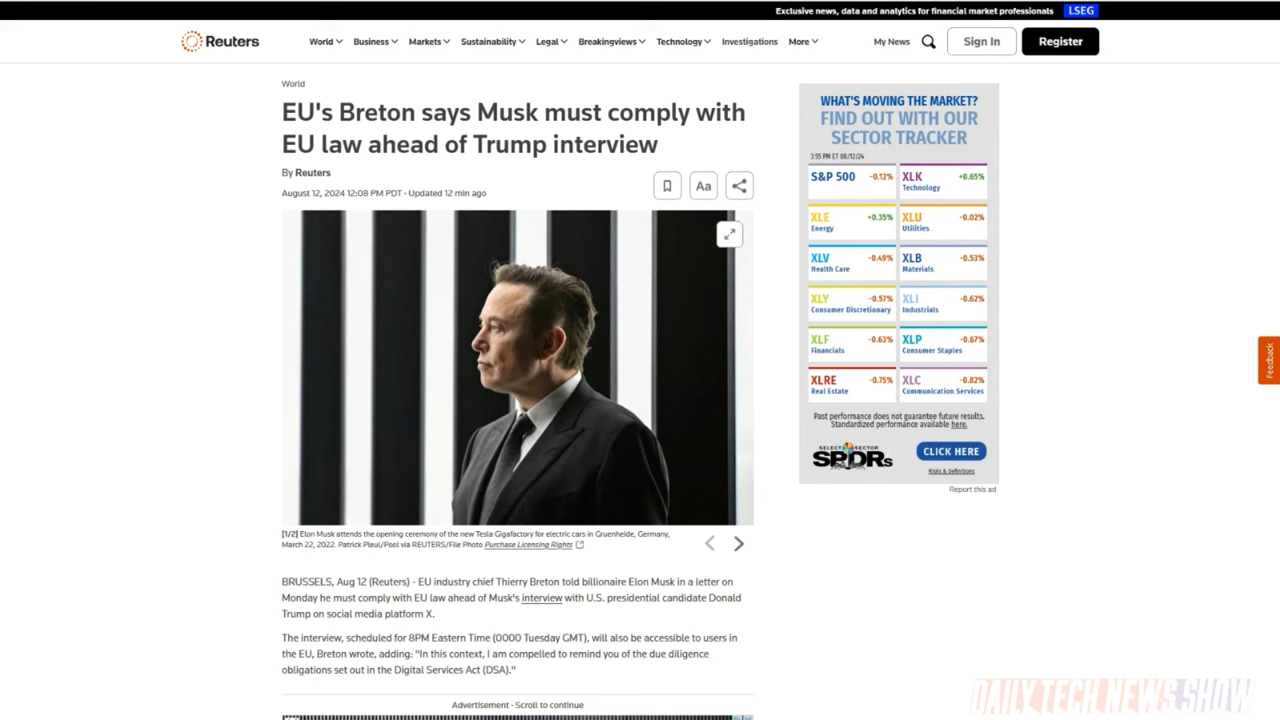 Exclusive news, data and analytics for financial market professionals LSEG
Reuters World Business Markets Sustainability Legal Breakingviews Technology Investigations More My News Sign In Register
World
EU's Breton says Musk must comply with
EU law ahead of Trump interview
By Reuters
August 12, 2024 12:08 PM PDT · Updated 12 min ago
Aa
[1/2] Elon Musk attends the opening ceremony of the new Tesla Gigafactory for electric cars in Gruenheide, Germany,
March 22, 2022. Patrick Pleul/Pool via REUTERS/File Photo Purchase Licensing Rights
BRUSSELS, Aug 12 (Reuters) - EU industry chief Thierry Breton told billionaire Elon Musk in a letter on
Monday he must comply with EU law ahead of Musk's interview with U.S. presidential candidate Donald
Trump on social media platform X.
The interview, scheduled for 8PM Eastern Time (0000 Tuesday GMT), will also be accessible to users in
the EU, Breton wrote, adding: "In this context, I am compelled to remind you of the due diligence
obligations set out in the Digital Services Act (DSA)."
Advertisement · Scroll to continue
WHAT'S MOVING THE MARKET?
FIND OUT WITH OUR
SECTOR TRACKER
3:55 PM ET 08/12/24
S&P 500 -0.12% XLK +0.65%
Technology
XLE +0.35% XLU -0.02%
Energy Utilities
XLV -0.49% XLB -0.53%
Health Care Materials
XLY -0.57% XLI -0.62%
Consumer Discretionary Industrials
XLF -0.63% XLP -0.67%
Financials Consumer Staples
XLRE -0.75% XLC -0.82%
Real Estate Communication Services
Past performance does not guarantee future results.
Standardized performance available here.
SELECT SECTOR
SPDRs CLICK HERE
Risks & Definitions
Report this ad
Feedback
DAILY TECH NEWS SHOW